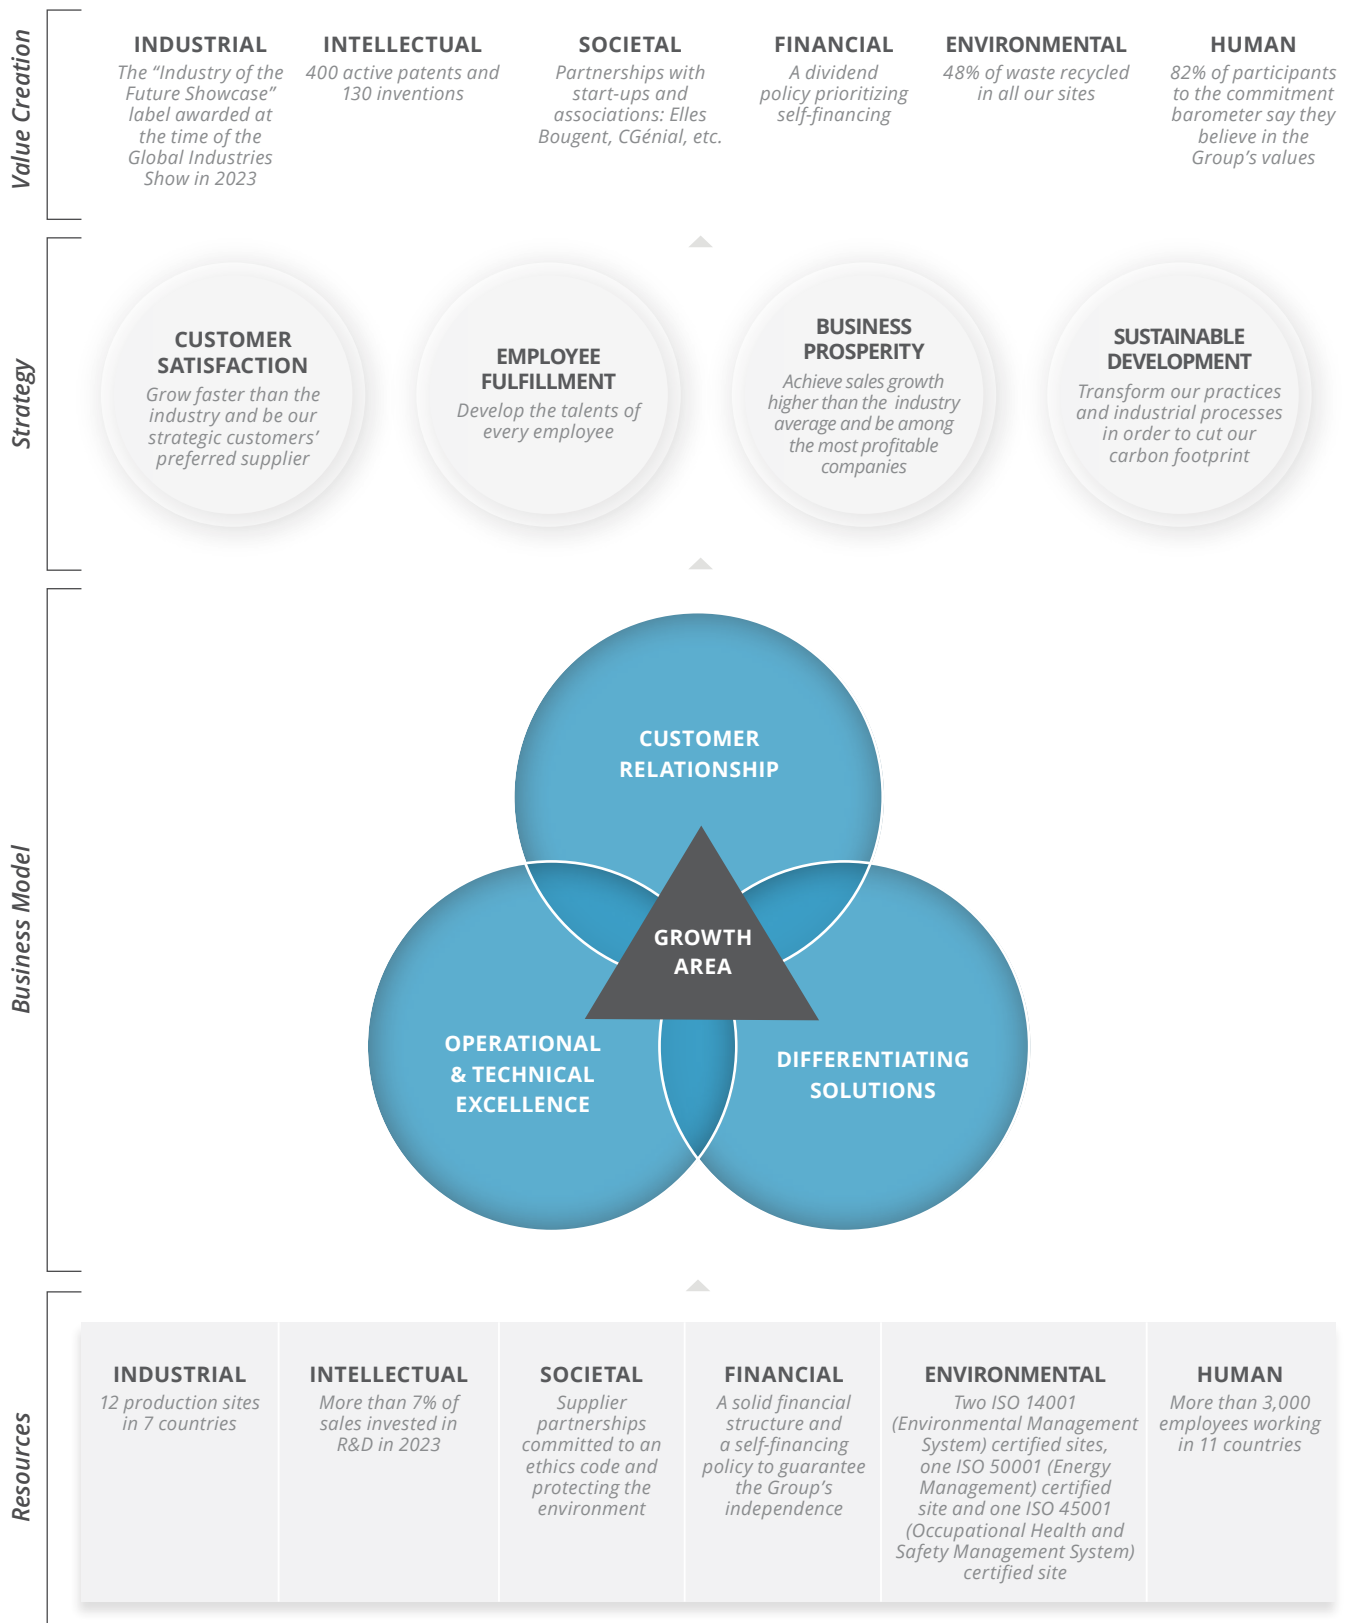 Value Creation
INDUSTRIAL
The “Industry of the
Future Showcase”
label awarded at
the time of the
Global Industries
Show in 2023
INTELLECTUAL
400 active patents and
130 inventions
SOCIETAL
Partnerships with
start-ups and
associations: Elles
Bougent, CGénial, etc.
FINANCIAL
A dividend
policy prioritizing
self-financing
ENVIRONMENTAL
48% of waste recycled
in all our sites
HUMAN
82% of participants
to the commitment
barometer say they
believe in the
Group’s values
Strategy
CUSTOMER
SATISFACTION
Grow faster than the
industry and be our
strategic customers’
preferred supplier
EMPLOYEE
FULFILLMENT
Develop the talents of
every employee
BUSINESS
PROSPERITY
Achieve sales growth
higher than the industry
average and be among
the most profitable
companies
SUSTAINABLE
DEVELOPMENT
Transform our practices
and industrial processes
in order to cut our
carbon footprint
Business Model
CUSTOMER
RELATIONSHIP
GROWTH
AREA
OPERATIONAL
& TECHNICAL
EXCELLENCE
DIFFERENTIATING
SOLUTIONS
Resources
INDUSTRIAL
12 production sites
in 7 countries
INTELLECTUAL
More than 7% of
sales invested in
R&D in 2023
SOCIETAL
Supplier
partnerships
committed to an
ethics code and
protecting the
environment
FINANCIAL
A solid financial
structure and
a self-financing
policy to guarantee
the Group’s
independence
ENVIRONMENTAL
Two ISO 14001
(Environmental Management
System) certified sites,
one ISO 50001 (Energy
Management) certified
site and one ISO 45001
(Occupational Health and
Safety Management System)
certified site
HUMAN
More than 3,000
employees working
in 11 countries